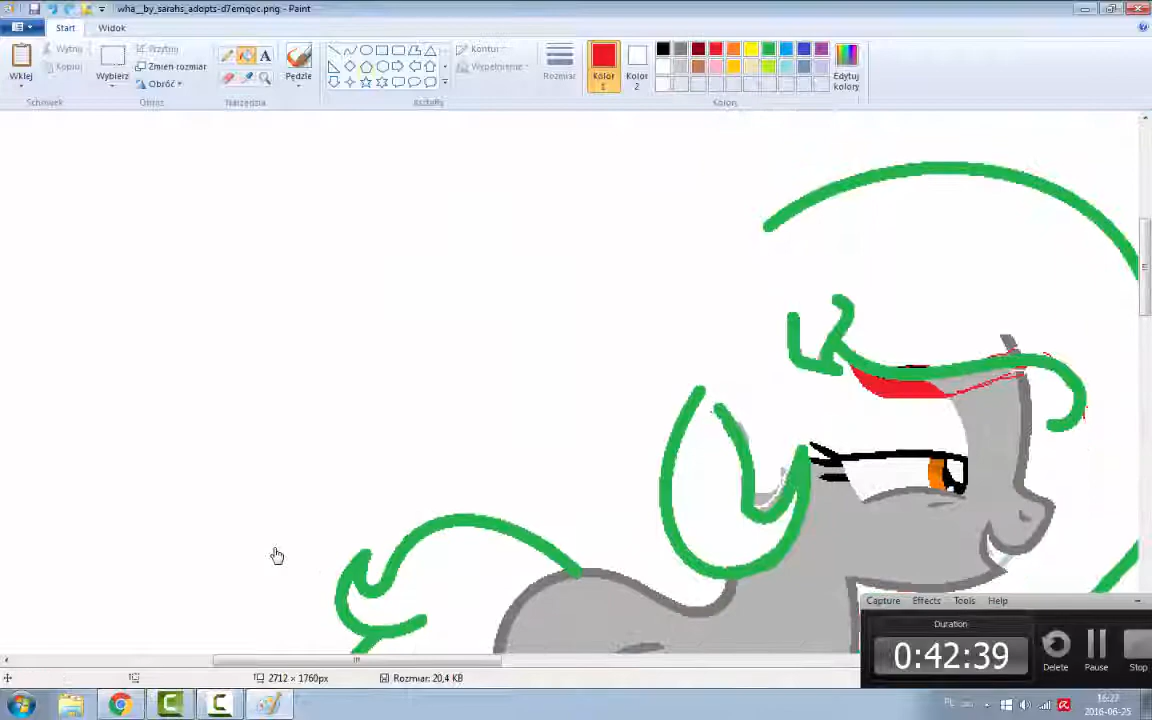 wha__by_sarahs_adopts-d7emqoc.png - Paint
Start Widok
Wklej
Wytnij
Kopiuj
Schowek
Wybierz
Przytnij
Zmień rozmiar
Obróć
Obraz
A
Narzędzia
Pędzle
Kształty
Kontur
Wypełnienie
Rozmiar
Kolor
1
Kolor
2
Edytuj
kolory
Kolory
2712 × 1760px
Rozmiar: 20,4 KB
Capture Effects Tools Help
Duration
0:42:39
Delete Pause Stop
PL
16:27
2016-06-25